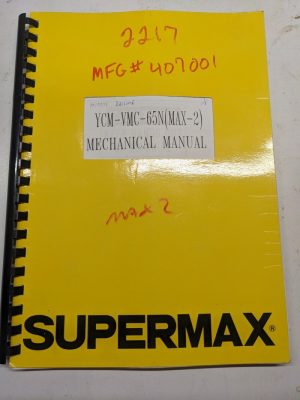 2217
MFG# 407001
YCM-VMC-65N(MAX-2)
MECHANICAL MANUAL
MAX 2
SUPERMAX®